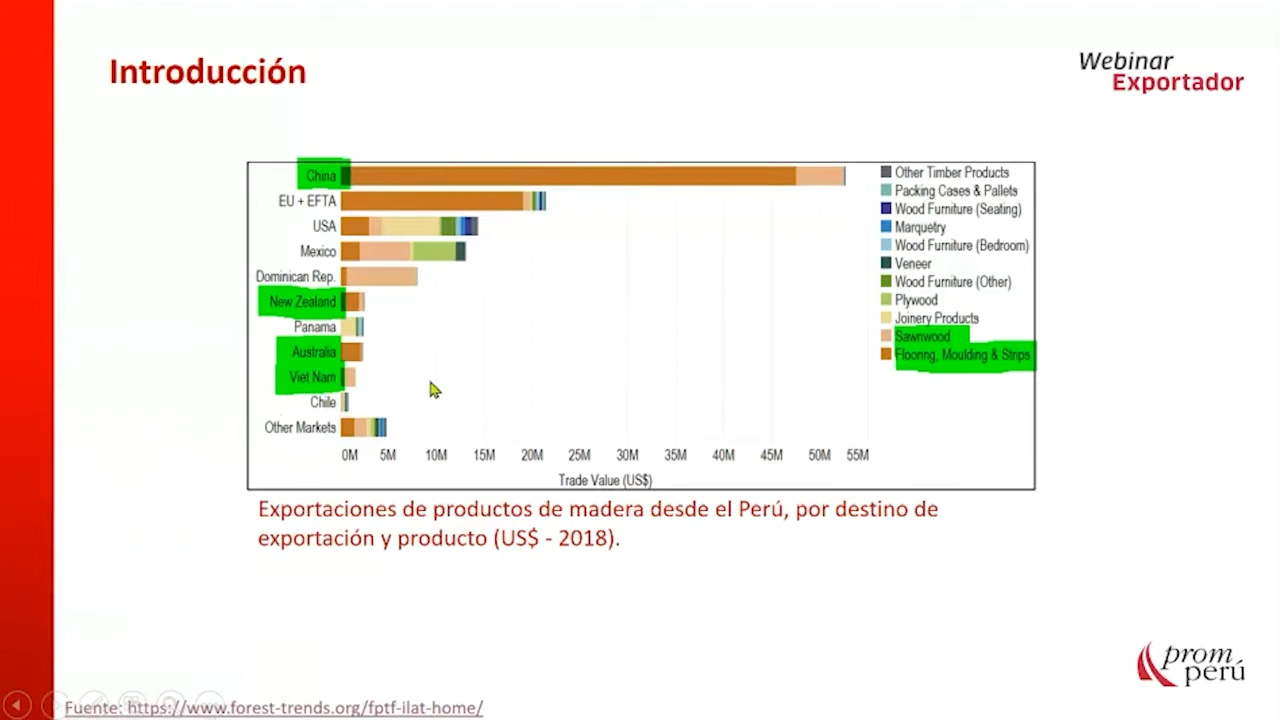 Introducción
Webinar
Exportador
China
EU + EFTA
USA
Mexico
Dominican Rep.
New Zealand
Panama
Australia
Viet Nam
Chile
Other Markets
0M 5M 10M 15M 20M 25M 30M 35M 40M 45M 50M 55M
Trade Value (US$)
Other Timber Products
Packing Cases & Pallets
Wood Furniture (Seating)
Marquetry
Wood Furniture (Bedroom)
Veneer
Wood Furniture (Other)
Plywood
Joinery Products
Sawnwood
Flooring, Moulding & Strips
Exportaciones de productos de madera desde el Perú, por destino de
exportación y producto (US$ - 2018).
prom
perú
Fuente: https://www.forest-trends.org/fptf-ilat-home/